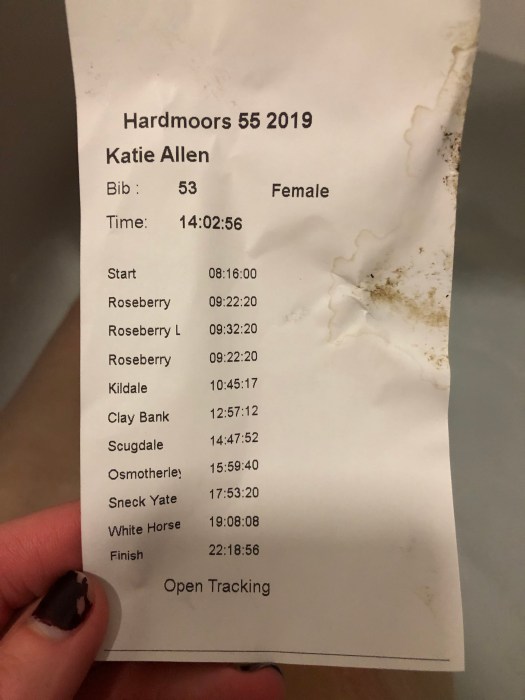 Hardmoors 55 2019
Katie Allen
Bib : 53 Female
Time: 14:02:56
Start 08:16:00
Roseberry 09:22:20
Roseberry L 09:32:20
Roseberry 09:22:20
Kildale 10:45:17
Clay Bank 12:57:12
Scugdale 14:47:52
Osmotherley 15:59:40
Sneck Yate 17:53:20
White Horse 19:08:08
Finish 22:18:56
Open Tracking